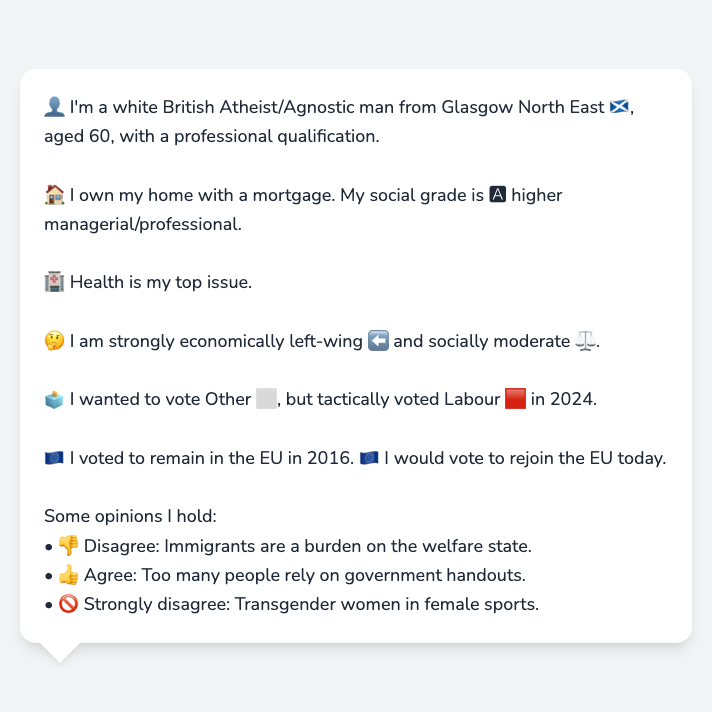 👤 I'm a white British Atheist/Agnostic man from Glasgow North East 🏴󠁧󠁢󠁳󠁣󠁴󠁿,
aged 60, with a professional qualification.
🏠 I own my home with a mortgage. My social grade is 🅰 higher
managerial/professional.
🏥 Health is my top issue.
🤔 I am strongly economically left-wing ⬅️ and socially moderate ⚖️.
🗳️ I wanted to vote Other ⬜, but tactically voted Labour 🟥 in 2024.
🇪🇺 I voted to remain in the EU in 2016. 🇪🇺 I would vote to rejoin the EU today.
Some opinions I hold:
• 👎 Disagree: Immigrants are a burden on the welfare state.
• 👍 Agree: Too many people rely on government handouts.
• 🚫 Strongly disagree: Transgender women in female sports.